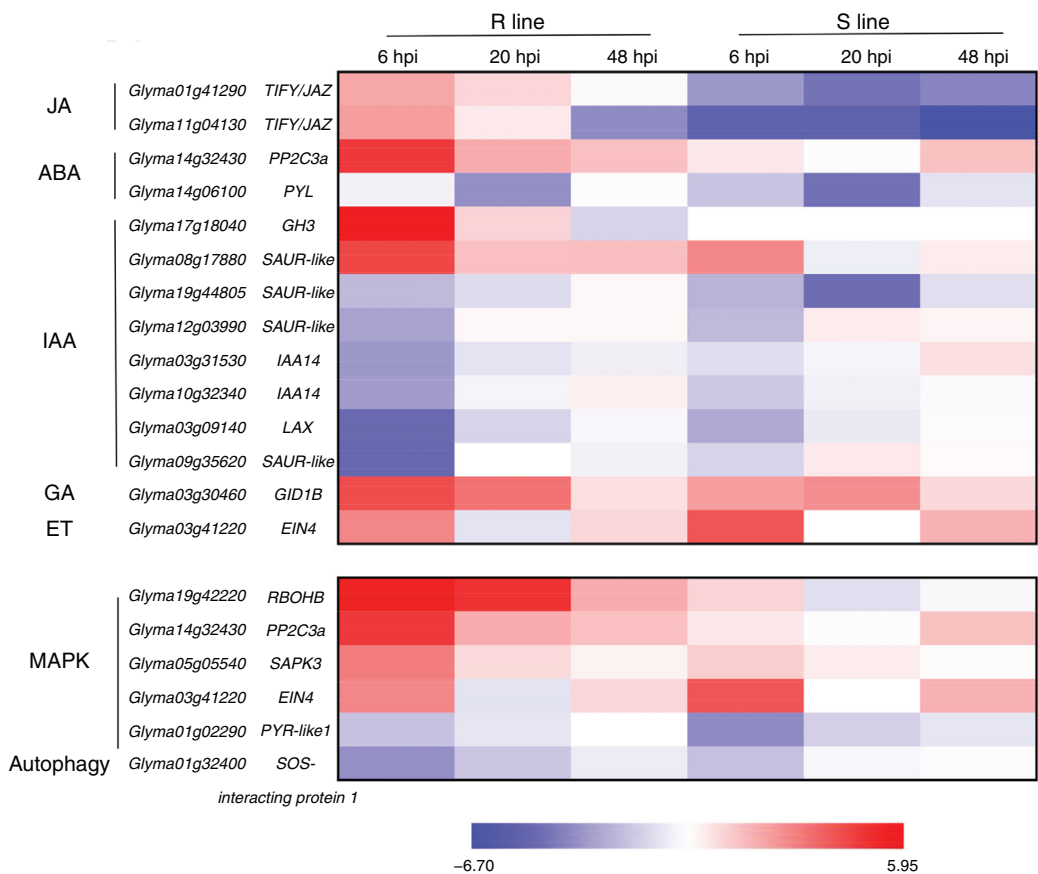 R line S line
6 hpi 20 hpi 48 hpi 6 hpi 20 hpi 48 hpi
JA
Glyma01g41290 TIFY/JAZ
Glyma11g04130 TIFY/JAZ
ABA
Glyma14g32430 PP2C3a
Glyma14g06100 PYL
IAA
Glyma17g18040 GH3
Glyma08g17880 SAUR-like
Glyma19g44805 SAUR-like
Glyma12g03990 SAUR-like
Glyma03g31530 IAA14
Glyma10g32340 IAA14
Glyma03g09140 LAX
Glyma09g35620 SAUR-like
GA Glyma03g30460 GID1B
ET Glyma03g41220 EIN4
MAPK
Glyma19g42220 RBOHB
Glyma14g32430 PP2C3a
Glyma05g05540 SAPK3
Glyma03g41220 EIN4
Glyma01g02290 PYR-like1
Autophagy Glyma01g32400 SOS-
interacting protein 1
−6.70 5.95